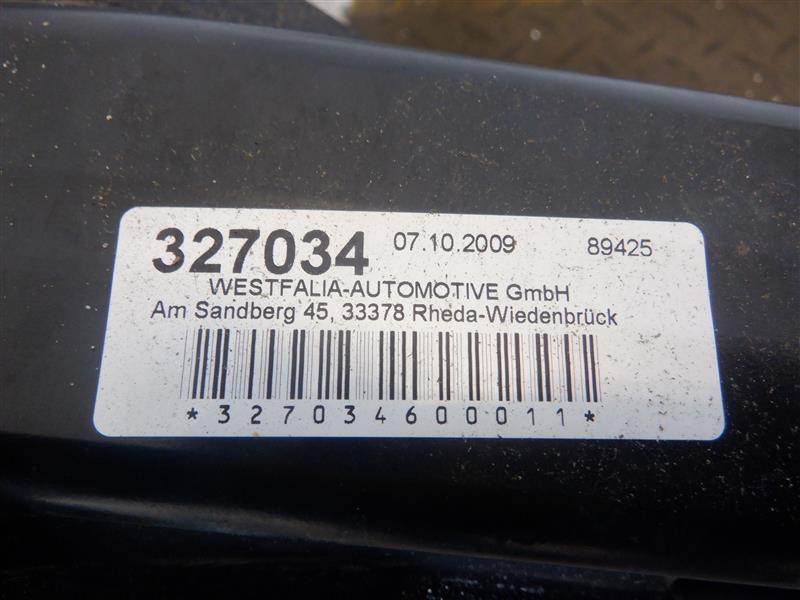 327034 07.10.2009 89425
WESTFALIA-AUTOMOTIVE GmbH
Am Sandberg 45, 33378 Rheda-Wiedenbrück
*327034600011*